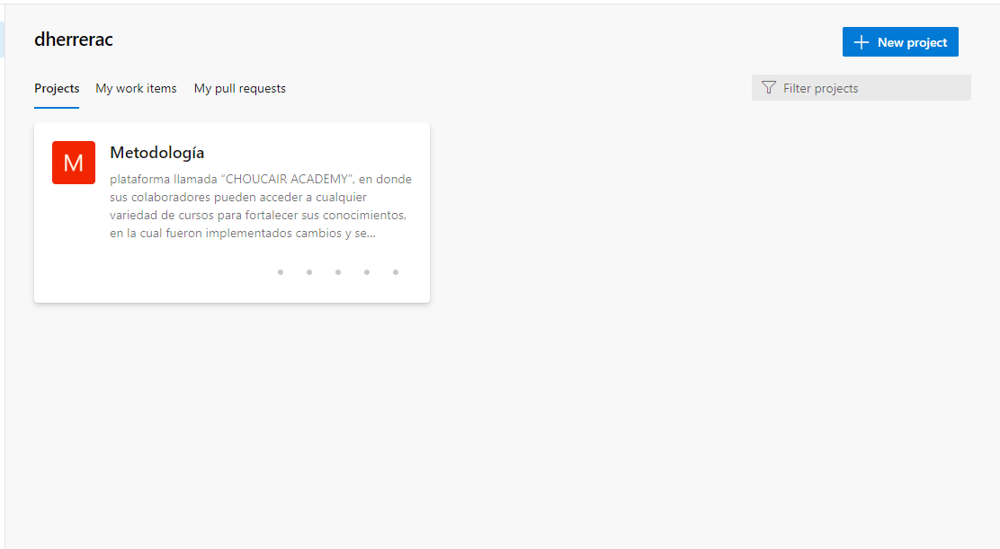 dherrerac
New project
Projects My work items My pull requests
Filter projects
M
Metodología
plataforma llamada “CHOUCAIR ACADEMY”, en donde
sus colaboradores pueden acceder a cualquier
variedad de cursos para fortalecer sus conocimientos,
en la cual fueron implementados cambios y se...